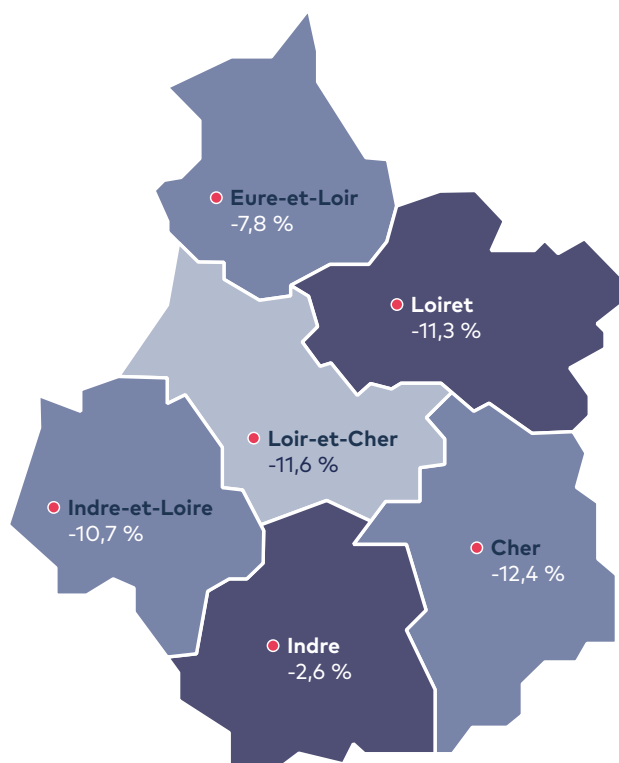 Eure-et-Loir
-7,8 %
Loiret
-11,3 %
Loir-et-Cher
-11,6 %
Indre-et-Loire
-10,7 %
Cher
-12,4 %
Indre
-2,6 %